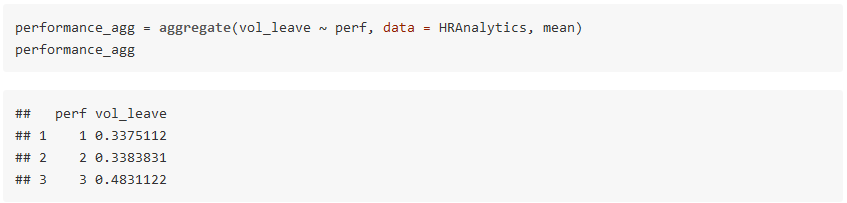 performance_agg = aggregate(vol_leave ~ perf, data = HRAnalytics, mean)
performance_agg
##   perf vol_leave
## 1    1 0.3375112
## 2    2 0.3383831
## 3    3 0.4831122